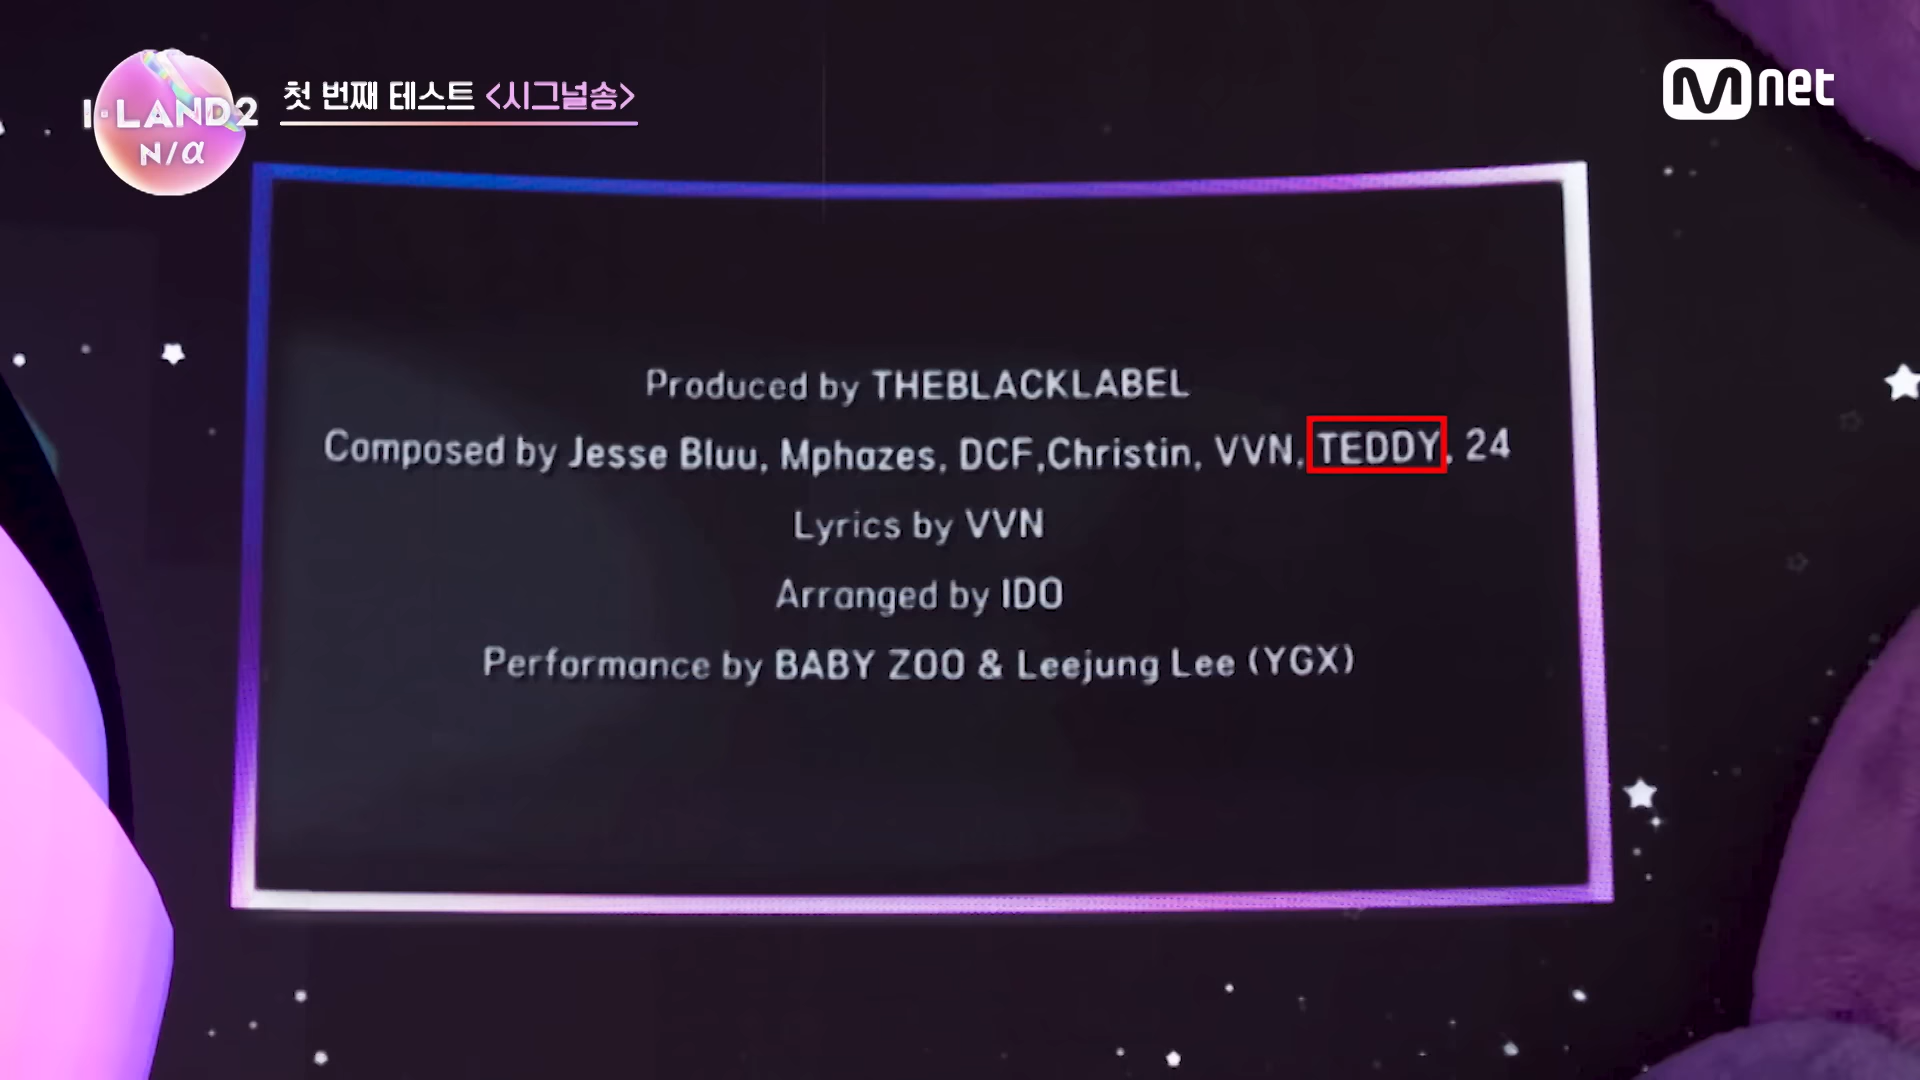 I·LAND2
N/α
첫 번째 테스트 <시그널송>
Mnet
Produced by THEBLACKLABEL
Composed by Jesse Bluu, Mphazes, DCF,Christin, VVN, TEDDY, 24
Lyrics by VVN
Arranged by IDO
Performance by BABY ZOO & Leejung Lee (YGX)